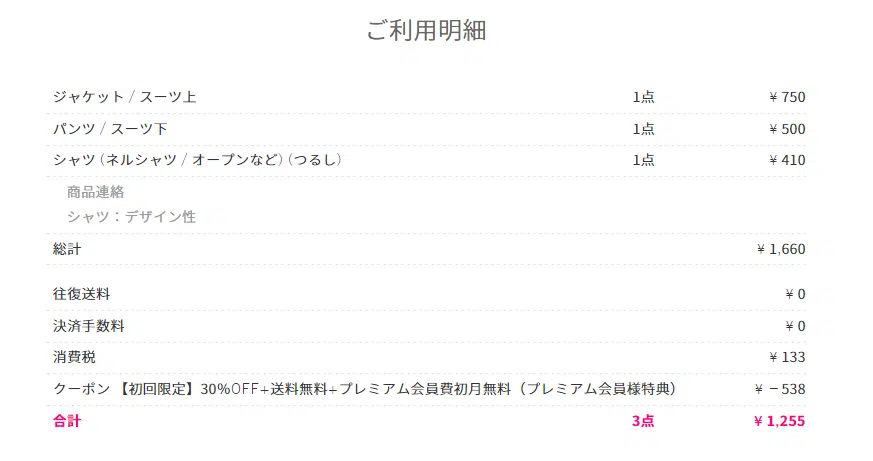 ご利用明細
ジャケット / スーツ上 1点 ¥ 750
パンツ / スーツ下 1点 ¥ 500
シャツ (ネルシャツ / オープンなど) (つるし) 1点 ¥ 410
商品連絡
シャツ：デザイン性
総計 ¥ 1,660
往復送料 ¥ 0
決済手数料 ¥ 0
消費税 ¥ 133
クーポン 【初回限定】30%OFF+送料無料+プレミアム会員費初月無料（プレミアム会員様特典） ¥ −538
合計 3点 ¥ 1,255